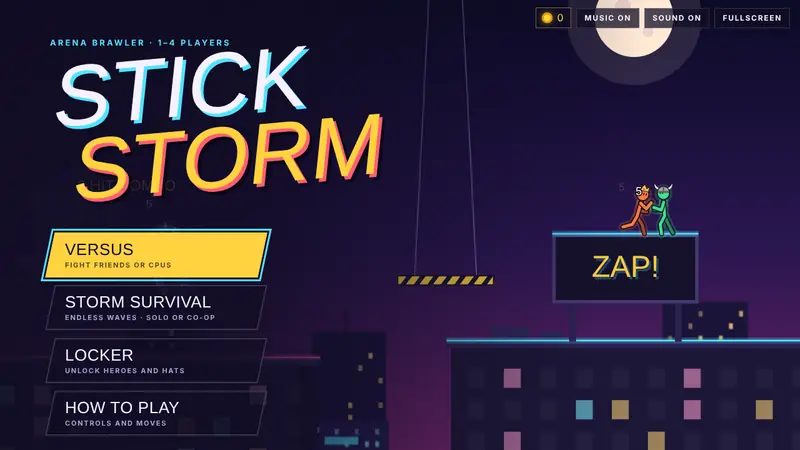 0
MUSIC ON
SOUND ON
FULLSCREEN
ARENA BRAWLER · 1–4 PLAYERS
STICK
STORM
5
5
5
VERSUS
FIGHT FRIENDS OR CPUS
ZAP!
STORM SURVIVAL
ENDLESS WAVES · SOLO OR CO-OP
LOCKER
UNLOCK HEROES AND HATS
HOW TO PLAY
CONTROLS AND MOVES